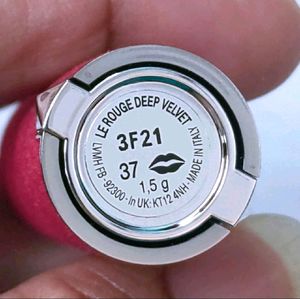 LE ROUGE DEEP VELVET
3F21
37
1,5 g
LVMH FB - 92300 - In UK: KT12 4NH - MADE IN ITALY